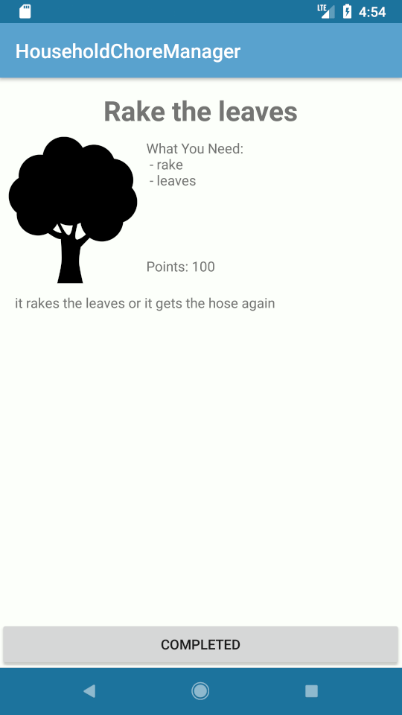 LTE 4:54
HouseholdChoreManager
Rake the leaves
What You Need:
- rake
- leaves
Points: 100
it rakes the leaves or it gets the hose again
COMPLETED